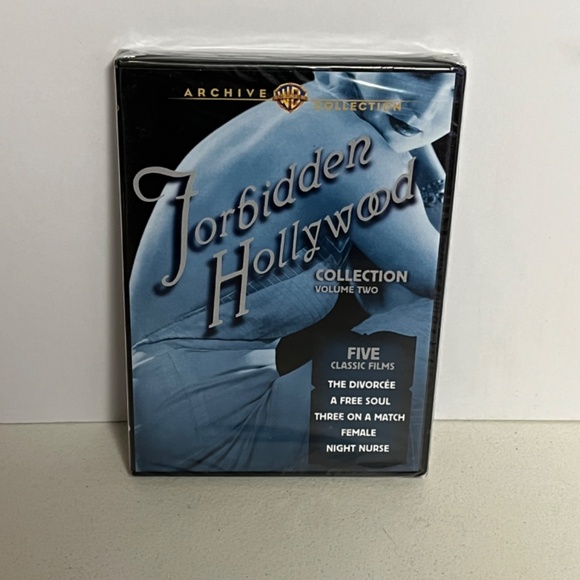 ARCHIVE WB COLLECTION
Forbidden
Hollywood
COLLECTION
VOLUME TWO
FIVE
CLASSIC FILMS
THE DIVORCÉE
A FREE SOUL
THREE ON A MATCH
FEMALE
NIGHT NURSE